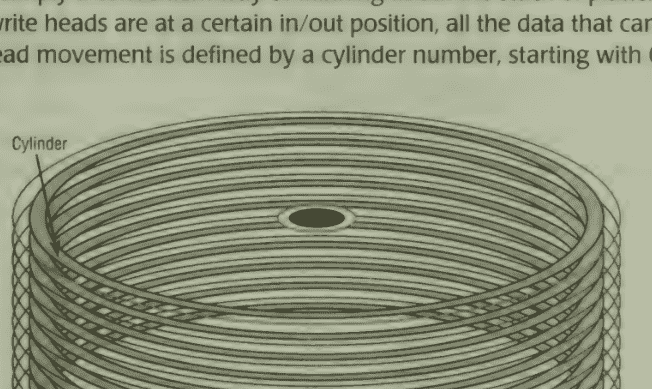 write heads are at a certain in/out position, all the data that can
ead movement is defined by a cylinder number, starting with
Cylinder